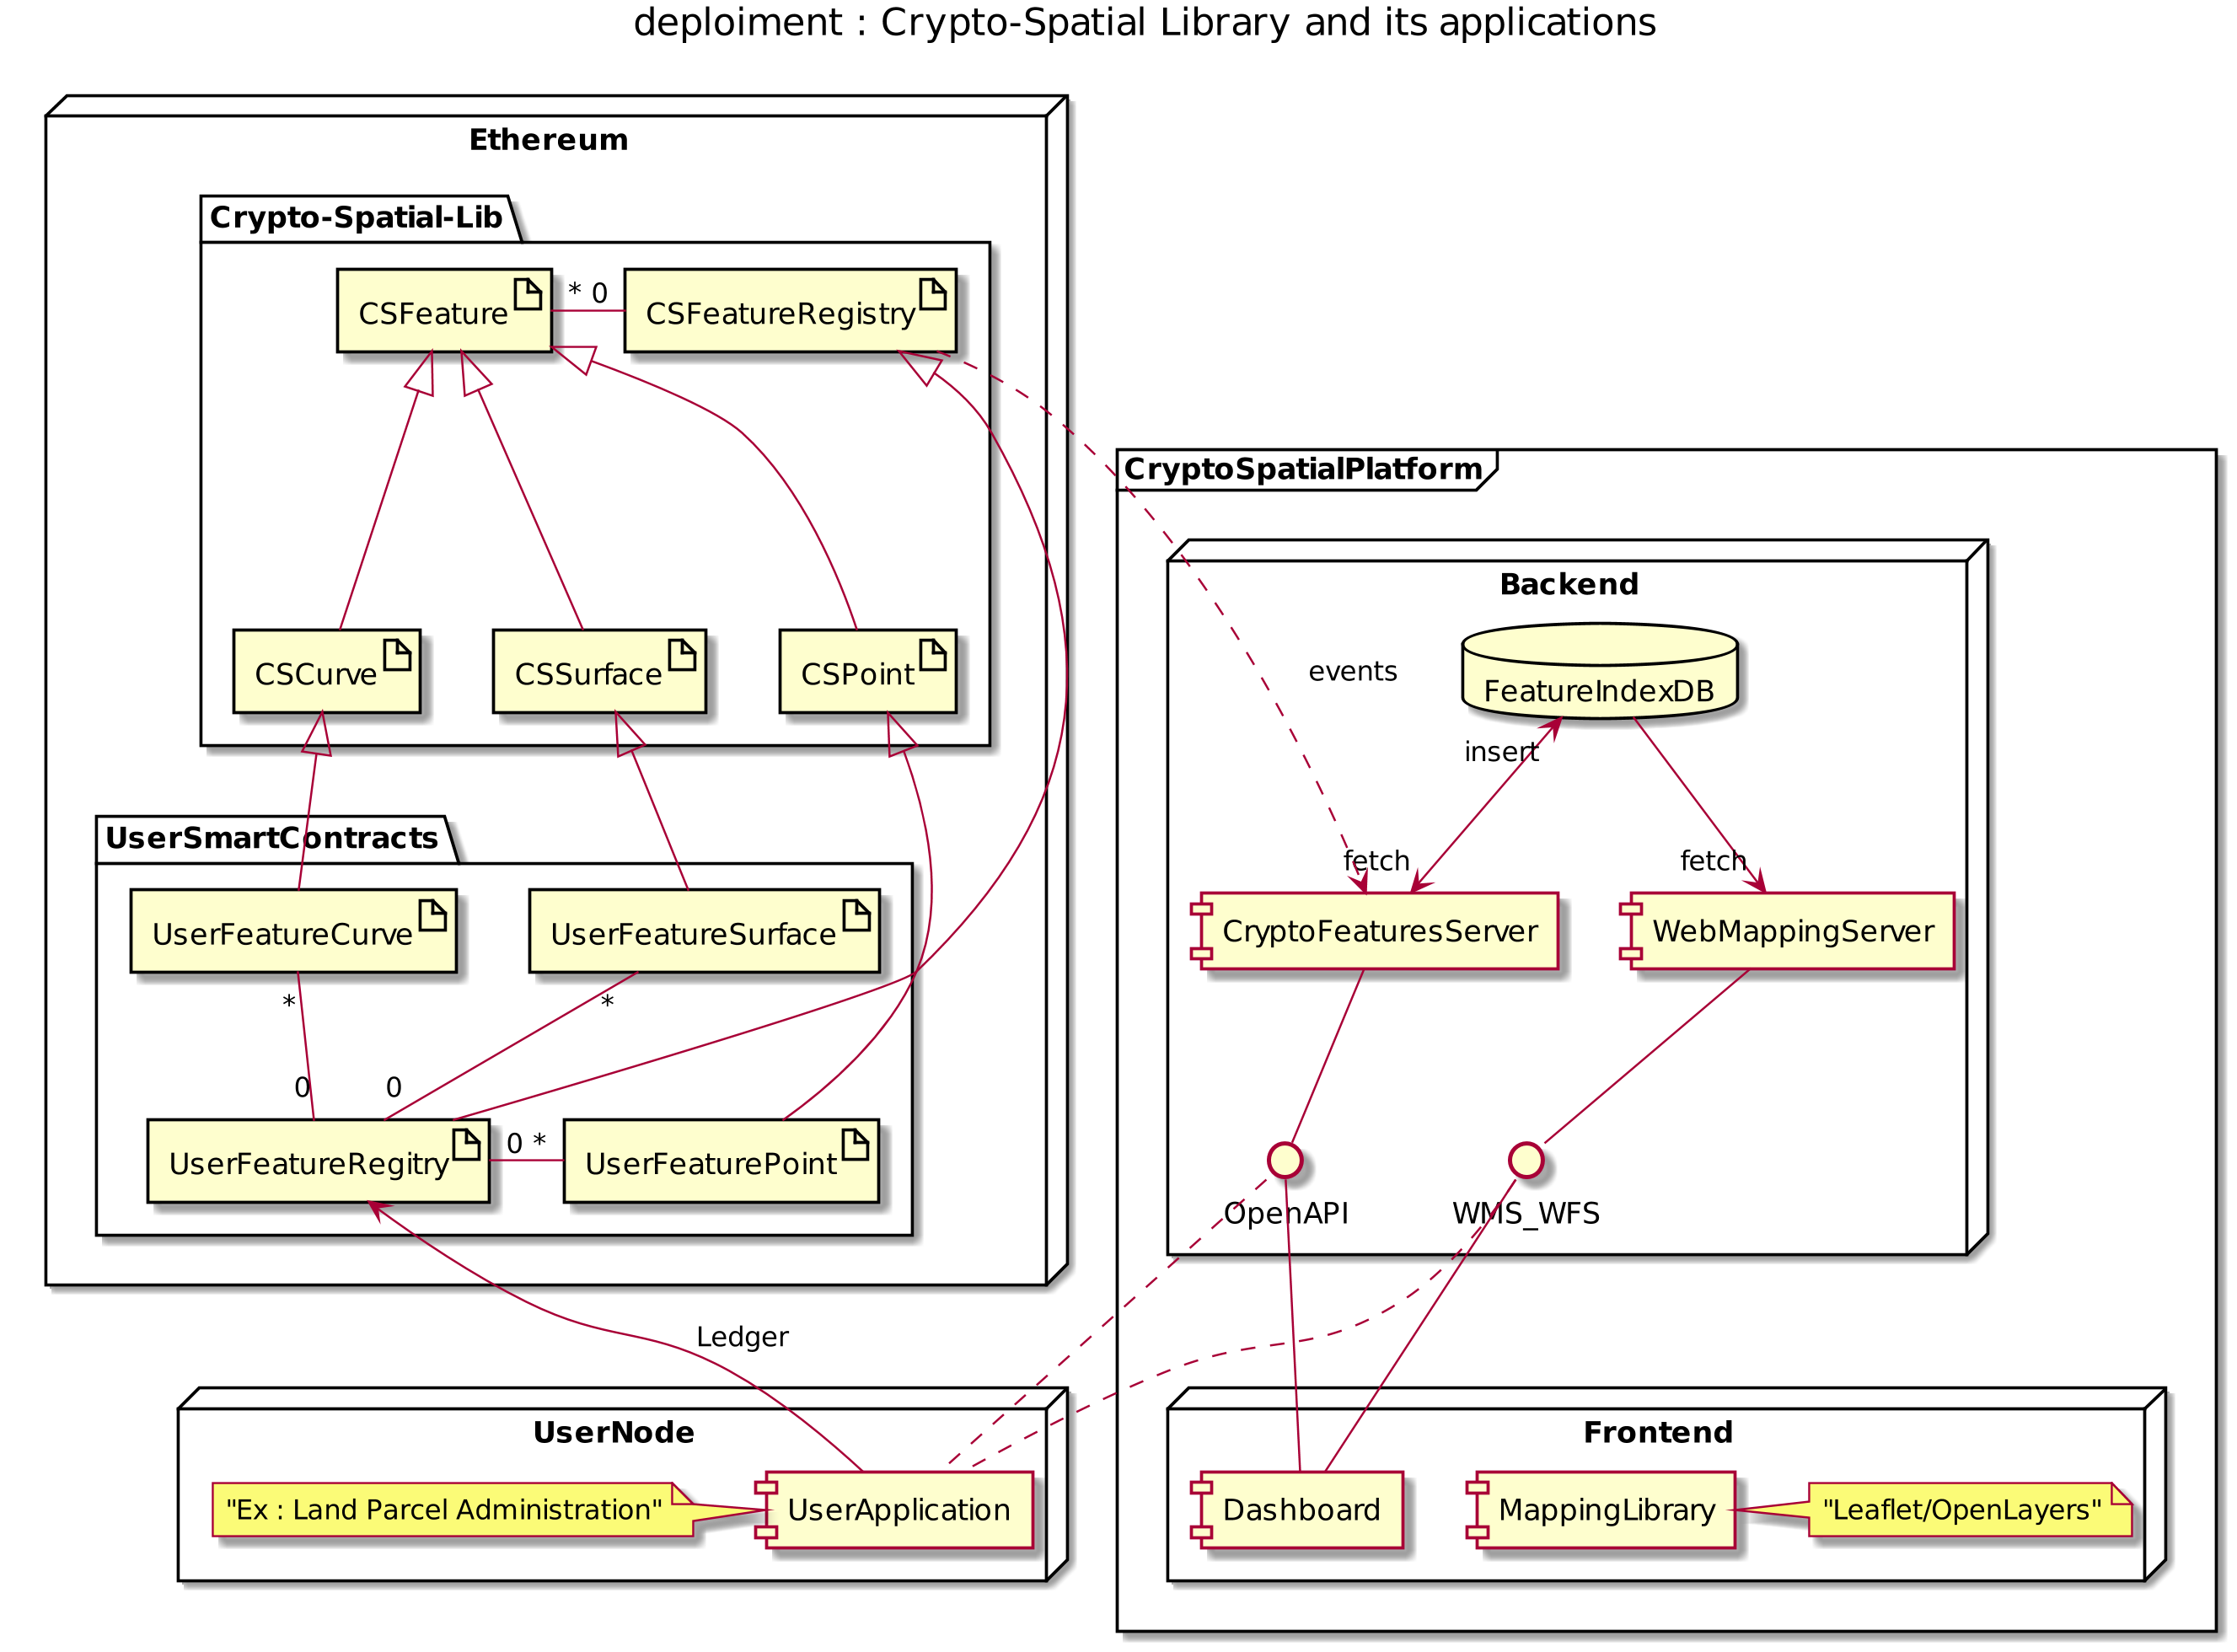 deploiment : Crypto-Spatial Library and its applications
Ethereum
Crypto-Spatial-Lib
CSFeature
* 0
CSFeatureRegistry
CSCurve
CSSurface
CSPoint
UserSmartContracts
UserFeatureCurve
UserFeatureSurface
*
*
0
0
UserFeatureRegitry
0 *
UserFeaturePoint
Ledger
UserNode
"Ex : Land Parcel Administration"
UserApplication
CryptoSpatialPlatform
Backend
FeatureIndexDB
events
insert
fetch
fetch
CryptoFeaturesServer
WebMappingServer
OpenAPI
WMS_WFS
Frontend
Dashboard
MappingLibrary
"Leaflet/OpenLayers"